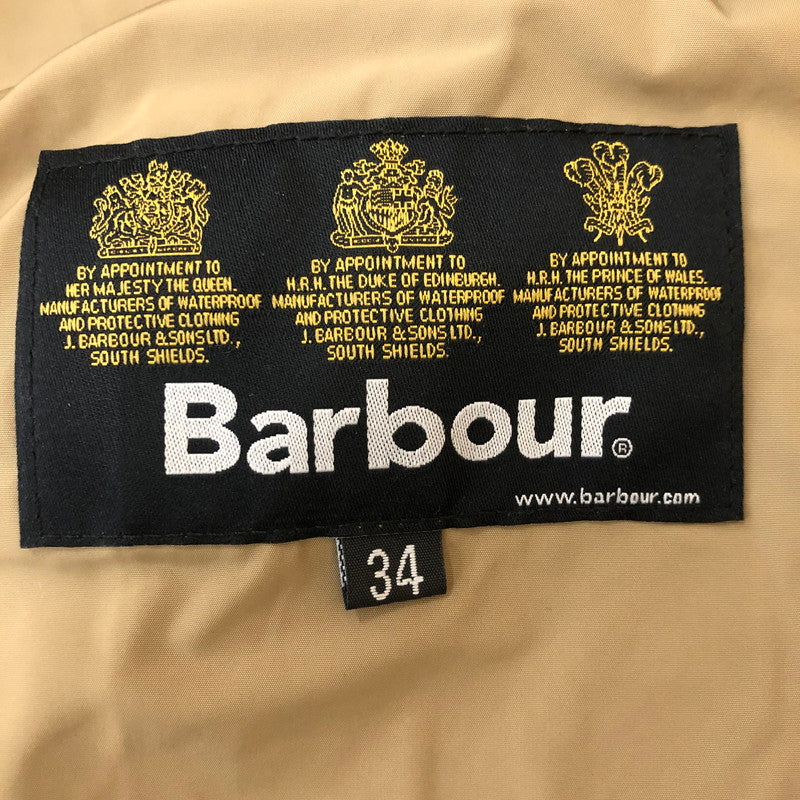 BY APPOINTMENT TO
HER MAJESTY THE QUEEN.
MANUFACTURERS OF WATERPROOF
AND PROTECTIVE CLOTHING
J. BARBOUR & SONS LTD.,
SOUTH SHIELDS.
BY APPOINTMENT TO
H.R.H. THE DUKE OF EDINBURGH.
MANUFACTURERS OF WATERPROOF
AND PROTECTIVE CLOTHING
J. BARBOUR & SONS LTD.,
SOUTH SHIELDS.
BY APPOINTMENT TO
H.R.H. THE PRINCE OF WALES.
MANUFACTURERS OF WATERPROOF
AND PROTECTIVE CLOTHING
J. BARBOUR & SONS LTD.,
SOUTH SHIELDS.
Barbour®
www.barbour.com
34